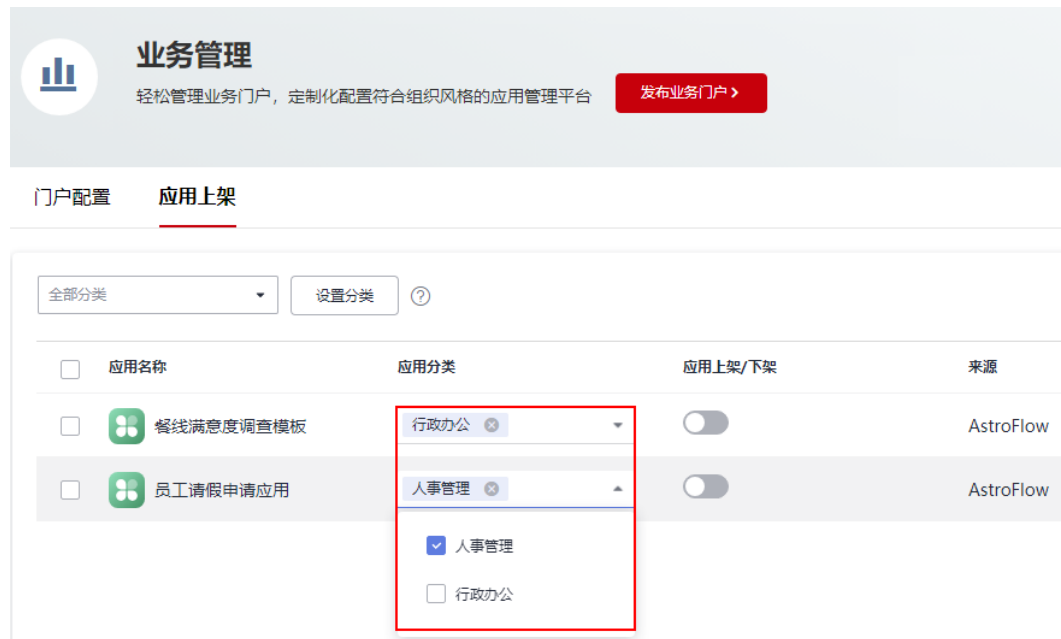 业务管理
轻松管理业务门户，定制化配置符合组织风格的应用管理平台
发布业务门户
门户配置 应用上架
全部分类 设置分类 ?
应用名称 应用分类 应用上架/下架 来源
餐线满意度调查模板 行政办公 AstroFlow
员工请假申请应用 人事管理 AstroFlow
人事管理
行政办公